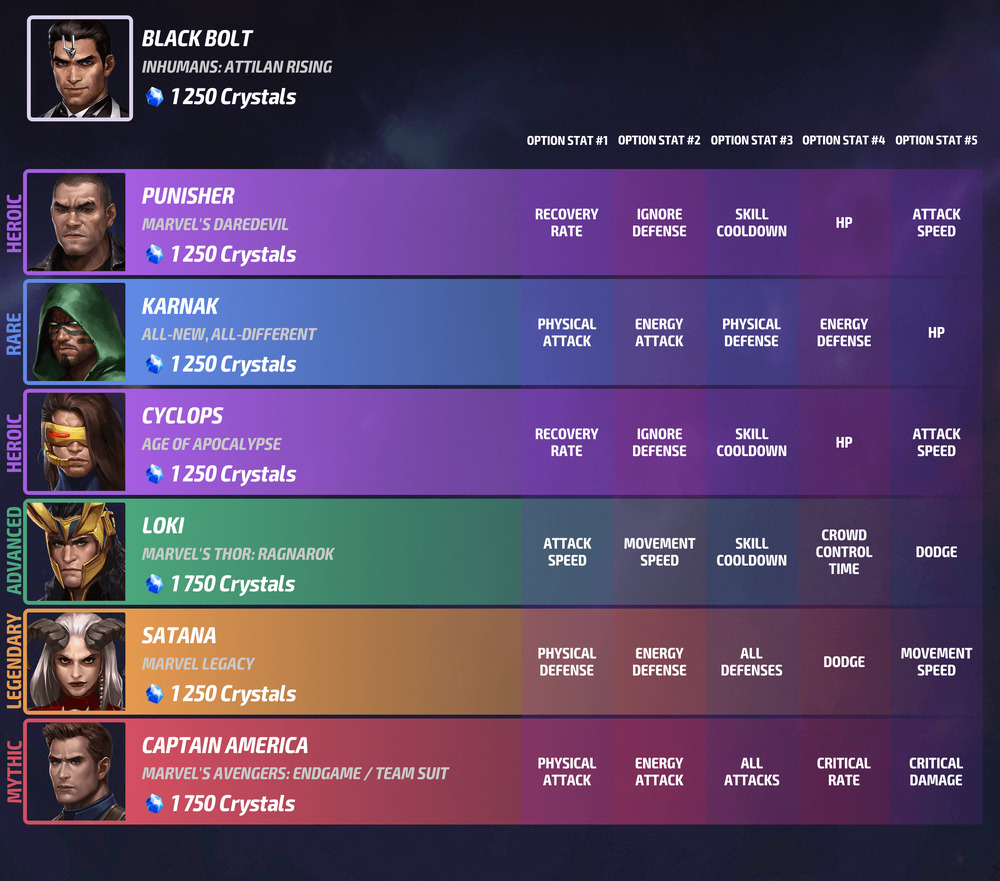 BLACK BOLT
INHUMANS: ATTILAN RISING
1 250 Crystals
OPTION STAT #1 OPTION STAT #2 OPTION STAT #3 OPTION STAT #4 OPTION STAT #5
HEROIC
PUNISHER
MARVEL'S DAREDEVIL
1 250 Crystals
RECOVERY
RATE
IGNORE
DEFENSE
SKILL
COOLDOWN
HP
ATTACK
SPEED
RARE
KARNAK
ALL-NEW, ALL-DIFFERENT
1 250 Crystals
PHYSICAL
ATTACK
ENERGY
ATTACK
PHYSICAL
DEFENSE
ENERGY
DEFENSE
HP
HEROIC
CYCLOPS
AGE OF APOCALYPSE
1 250 Crystals
RECOVERY
RATE
IGNORE
DEFENSE
SKILL
COOLDOWN
HP
ATTACK
SPEED
ADVANCED
LOKI
MARVEL'S THOR: RAGNAROK
1 750 Crystals
ATTACK
SPEED
MOVEMENT
SPEED
SKILL
COOLDOWN
CROWD
CONTROL
TIME
DODGE
LEGENDARY
SATANA
MARVEL LEGACY
1 250 Crystals
PHYSICAL
DEFENSE
ENERGY
DEFENSE
ALL
DEFENSES
DODGE
MOVEMENT
SPEED
MYTHIC
CAPTAIN AMERICA
MARVEL'S AVENGERS: ENDGAME / TEAM SUIT
1 750 Crystals
PHYSICAL
ATTACK
ENERGY
ATTACK
ALL
ATTACKS
CRITICAL
RATE
CRITICAL
DAMAGE